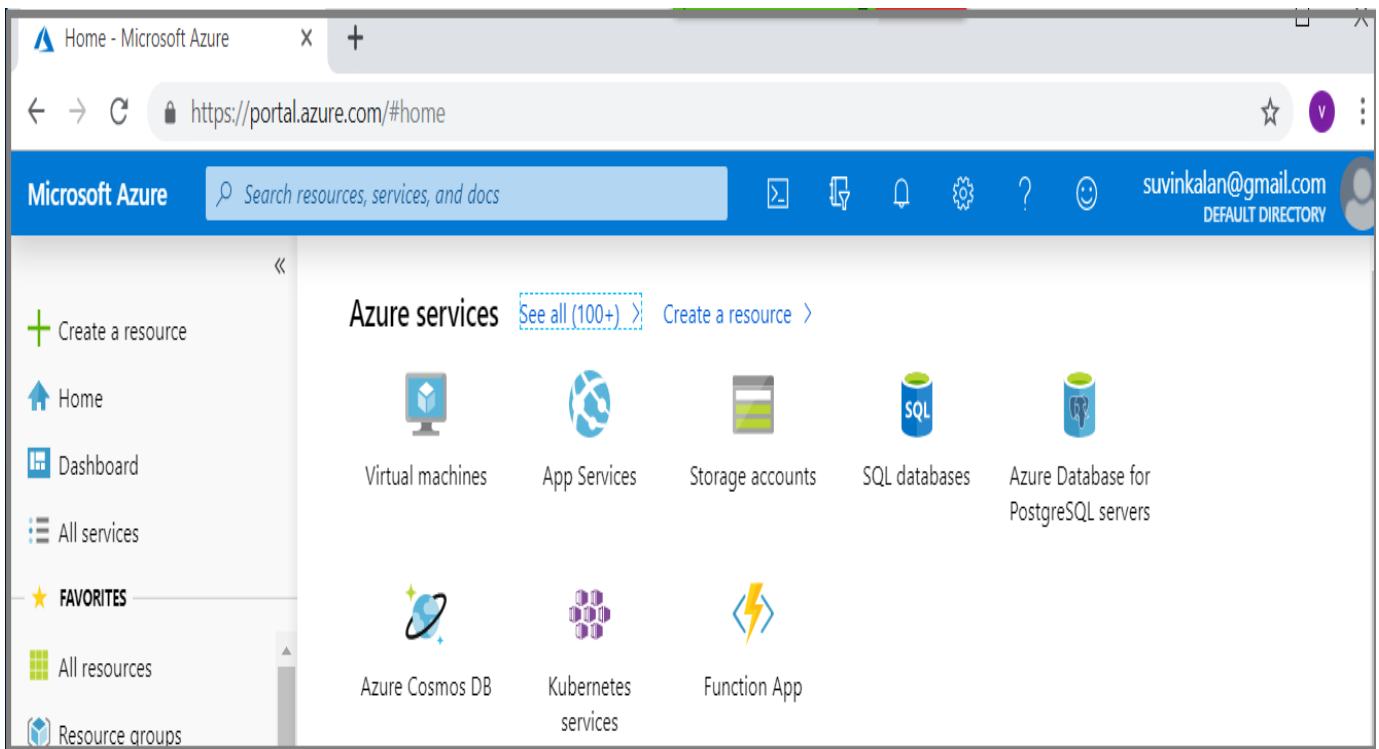 Home - Microsoft Azure
https://portal.azure.com/#home
V
Microsoft Azure
Search resources, services, and docs
suvinkalan@gmail.com
DEFAULT DIRECTORY
Create a resource
Home
Dashboard
All services
FAVORITES
All resources
Resource groups
Azure services
See all (100+)
Create a resource
Virtual machines
App Services
Storage accounts
SQL
SQL databases
Azure Database for
PostgreSQL servers
Azure Cosmos DB
Kubernetes
services
Function App